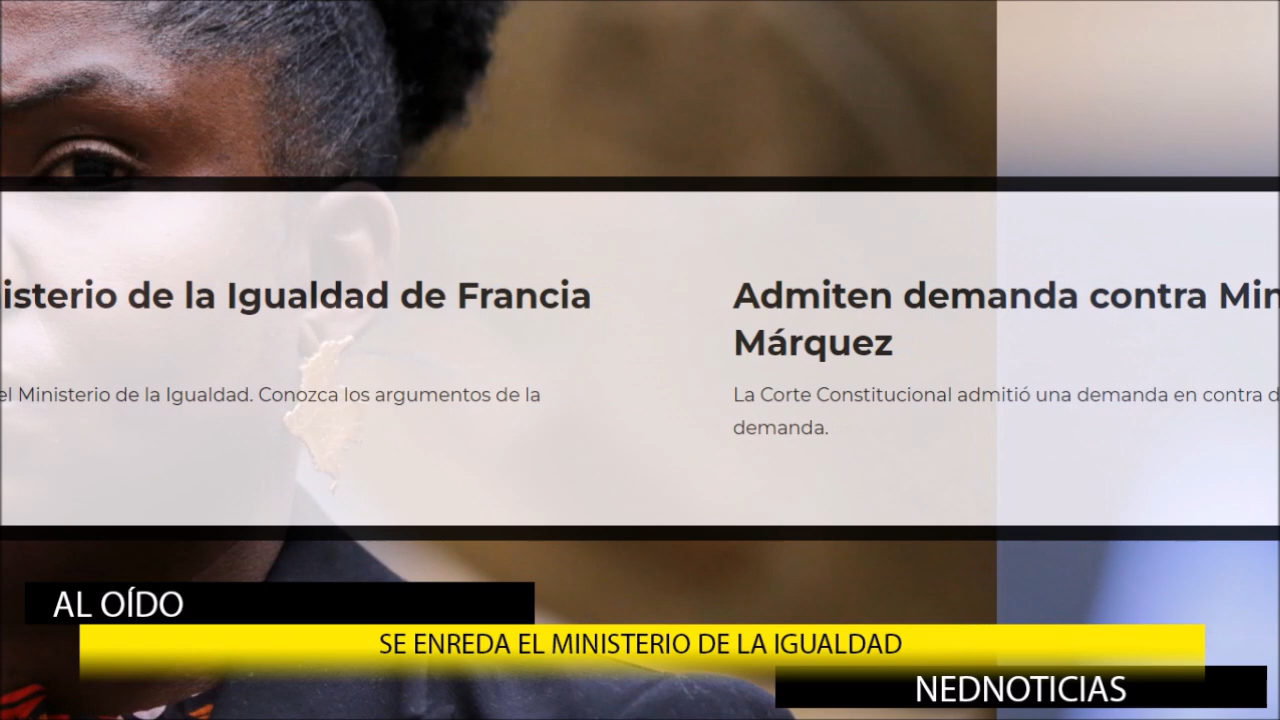 isterio de la Igualdad de Francia
el Ministerio de la Igualdad. Conozca los argumentos de la
Admiten demanda contra Min
Márquez
La Corte Constitucional admitió una demanda en contra d
demanda.
AL OÍDO
SE ENREDA EL MINISTERIO DE LA IGUALDAD
NEDNOTICIAS